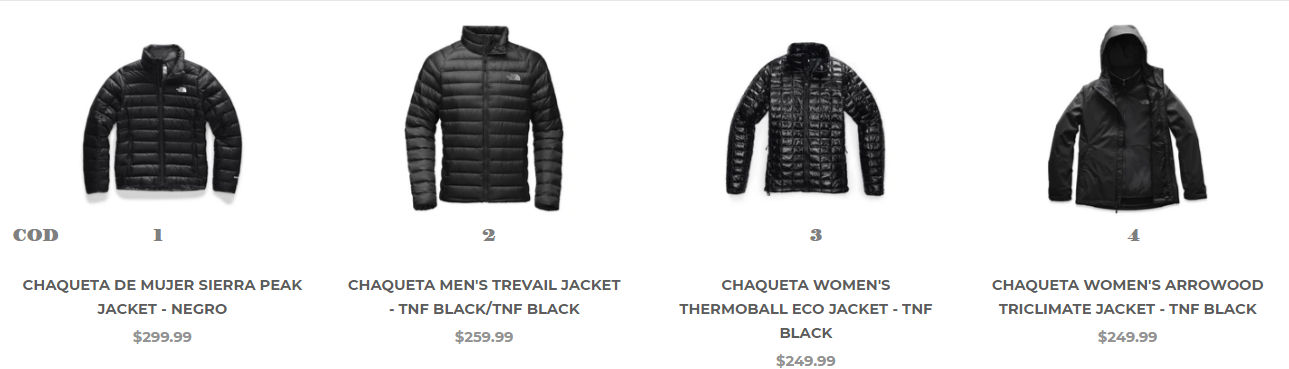 COD 1 2 3 4
CHAQUETA DE MUJER SIERRA PEAK
JACKET - NEGRO
$299.99
CHAQUETA MEN'S TREVAIL JACKET
- TNF BLACK/TNF BLACK
$259.99
CHAQUETA WOMEN'S
THERMOBALL ECO JACKET - TNF
BLACK
$249.99
CHAQUETA WOMEN'S ARROWOOD
TRICLIMATE JACKET - TNF BLACK
$249.99